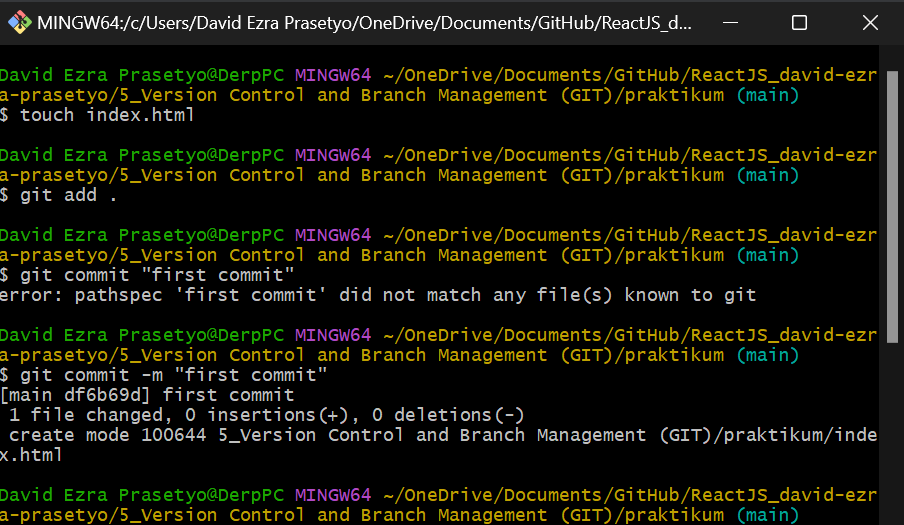 MINGW64:/c/Users/David Ezra Prasetyo/OneDrive/Documents/GitHub/ReactJS_d...
David Ezra Prasetyo@DerpPC MINGW64 ~/OneDrive/Documents/GitHub/ReactJS_david-ezr
a-prasetyo/5_Version Control and Branch Management (GIT)/praktikum (main)
$ touch index.html
David Ezra Prasetyo@DerpPC MINGW64 ~/OneDrive/Documents/GitHub/ReactJS_david-ezr
a-prasetyo/5_Version Control and Branch Management (GIT)/praktikum (main)
$ git add .
David Ezra Prasetyo@DerpPC MINGW64 ~/OneDrive/Documents/GitHub/ReactJS_david-ezr
a-prasetyo/5_Version Control and Branch Management (GIT)/praktikum (main)
$ git commit "first commit"
error: pathspec 'first commit' did not match any file(s) known to git
David Ezra Prasetyo@DerpPC MINGW64 ~/OneDrive/Documents/GitHub/ReactJS_david-ezr
a-prasetyo/5_Version Control and Branch Management (GIT)/praktikum (main)
$ git commit -m "first commit"
[main df6b69d] first commit
 1 file changed, 0 insertions(+), 0 deletions(-)
 create mode 100644 5_Version Control and Branch Management (GIT)/praktikum/inde
x.html
David Ezra Prasetyo@DerpPC MINGW64 ~/OneDrive/Documents/GitHub/ReactJS_david-ezr
a-prasetyo/5_Version Control and Branch Management (GIT)/praktikum (main)